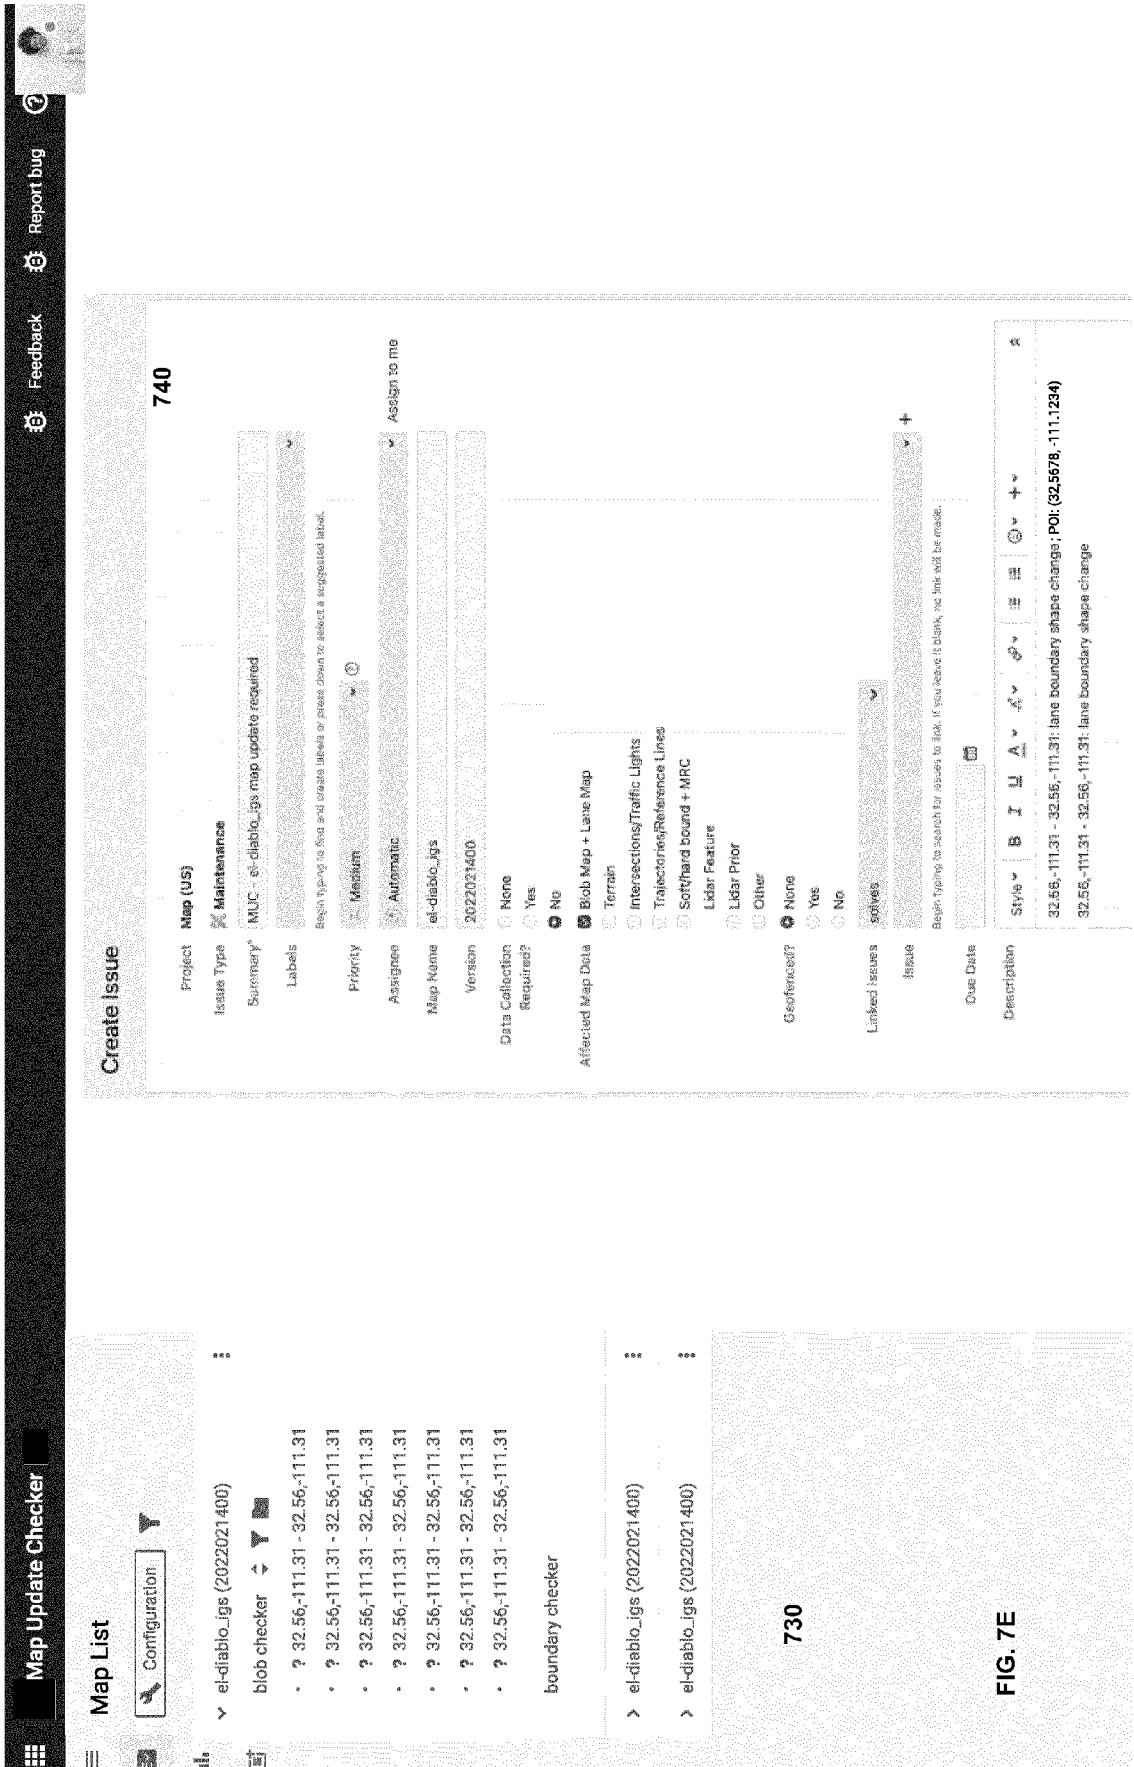 Map Update Checker
Feedback
Report bug
Map List
Configuration
el-diablo_igs (2022021400)
blob checker
? 32.56,-111.31 - 32.56,-111.31
? 32.56,-111.31 - 32.56,-111.31
? 32.56,-111.31 - 32.56,-111.31
? 32.56,-111.31 - 32.56,-111.31
? 32.56,-111.31 - 32.56,-111.31
? 32.56,-111.31 - 32.56,-111.31
? 32.56,-111.31 - 32.56,-111.31
boundary checker
el-diablo_igs (2022021400)
el-diablo_igs (2022021400)
730
FIG. 7E
Create Issue
740
Project Map (US)
Issue Type Maintenance
Summary* MUC - el-diablo_igs map update required
Labels
Begin typing to find and create labels or press down to select a suggested label.
Priority Medium
Assignee Automatic Assign to me
Map Name el-diablo_igs
Version 2022021400
Data Collection Required? None
Yes
No
Affected Map Data Blob Map + Lane Map
Terrain
Intersections/Traffic Lights
Trajectories/Reference Lines
Soft/hard bound + MRC
Lidar Feature
Lidar Prior
Other
Geofenced? None
Yes
No
Linked Issues solves
Issue
Begin typing to search for issues to link. If you leave it blank, no link will be made.
Due Date
Description
Style B I U A
32.56,-111.31 - 32.56,-111.31: lane boundary shape change; POI: (32,5678, -111.1234)
32.56,-111.31 - 32.56,-111.31: lane boundary shape change